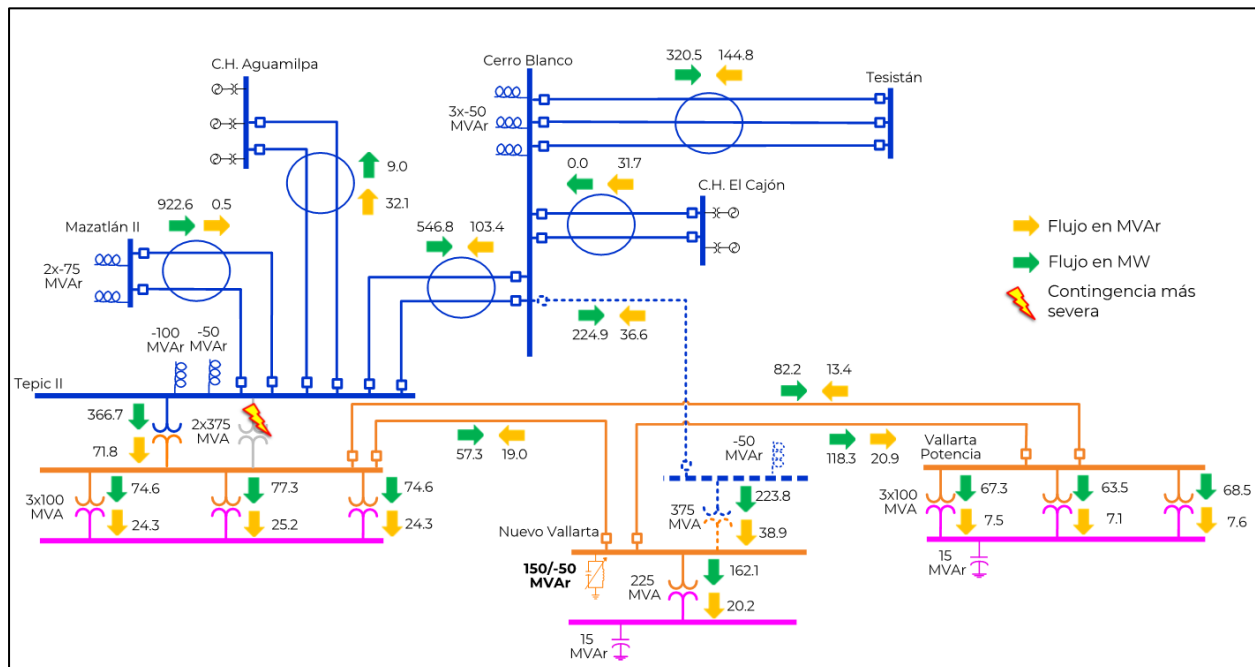 C.H. Aguamilpa
Cerro Blanco
320.5 144.8
Tesistán
3x-50
MVAr
9.0
32.1
0.0 31.7
C.H. El Cajón
922.6 0.5
Mazatlán II
2x-75
MVAr
546.8 103.4
Flujo en MVAr
Flujo en MW
Contingencia más
severa
-100
MVAr
-50
MVAr
224.9 36.6
Tepic II
82.2 13.4
366.7
2x375
MVA
71.8
57.3 19.0
-50
MVAr
118.3 20.9
Vallarta
Potencia
3x100
MVA
74.6
24.3
77.3
25.2
74.6
24.3
375
MVA
223.8
38.9
3x100
MVA
67.3
7.5
63.5
7.1
68.5
7.6
Nuevo Vallarta
150/-50
MVAr
225
MVA
162.1
20.2
15
MVAr
15
MVAr